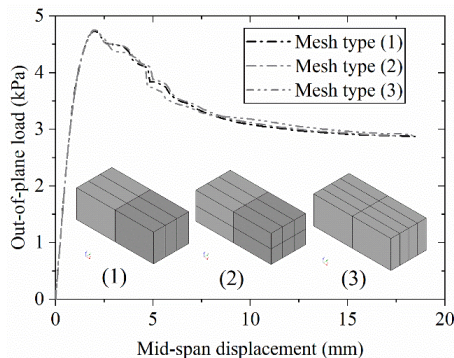 Out-of-plane load (kPa)
5
4
3
2
1
0
Mesh type (1)
Mesh type (2)
Mesh type (3)
(1)
(2)
(3)
0
5
10
15
20
Mid-span displacement (mm)